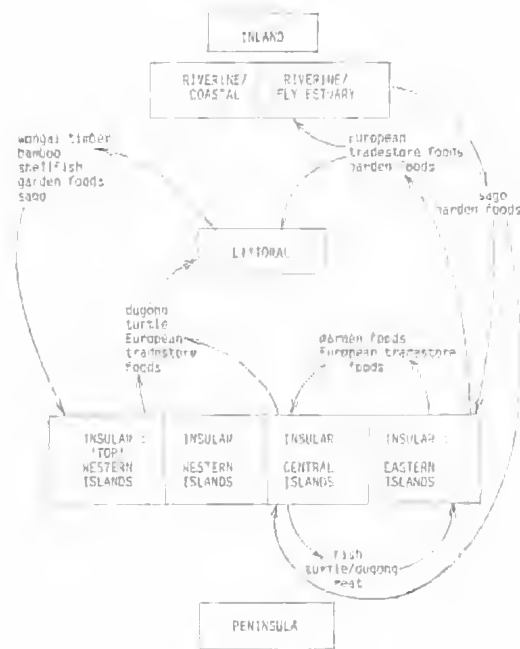 INLAND
RIVERINE/ RIVERINE/
COASTAL FLY ESTUARY
wongai timber
bamboo
shellfish
garden foods
sago
European
tradestore foods
garden foods
sago
garden foods
LITTORAL
dugong
turtle
European
tradestore
foods
garden foods
European tradestore
foods
INSULAR :
'TOP'
WESTERN
ISLANDS
INSULAR
WESTERN
ISLANDS
INSULAR
CENTRAL
ISLANDS
INSULAR :
EASTERN
ISLANDS
fish
turtle/dugong
meat
PENINSULA